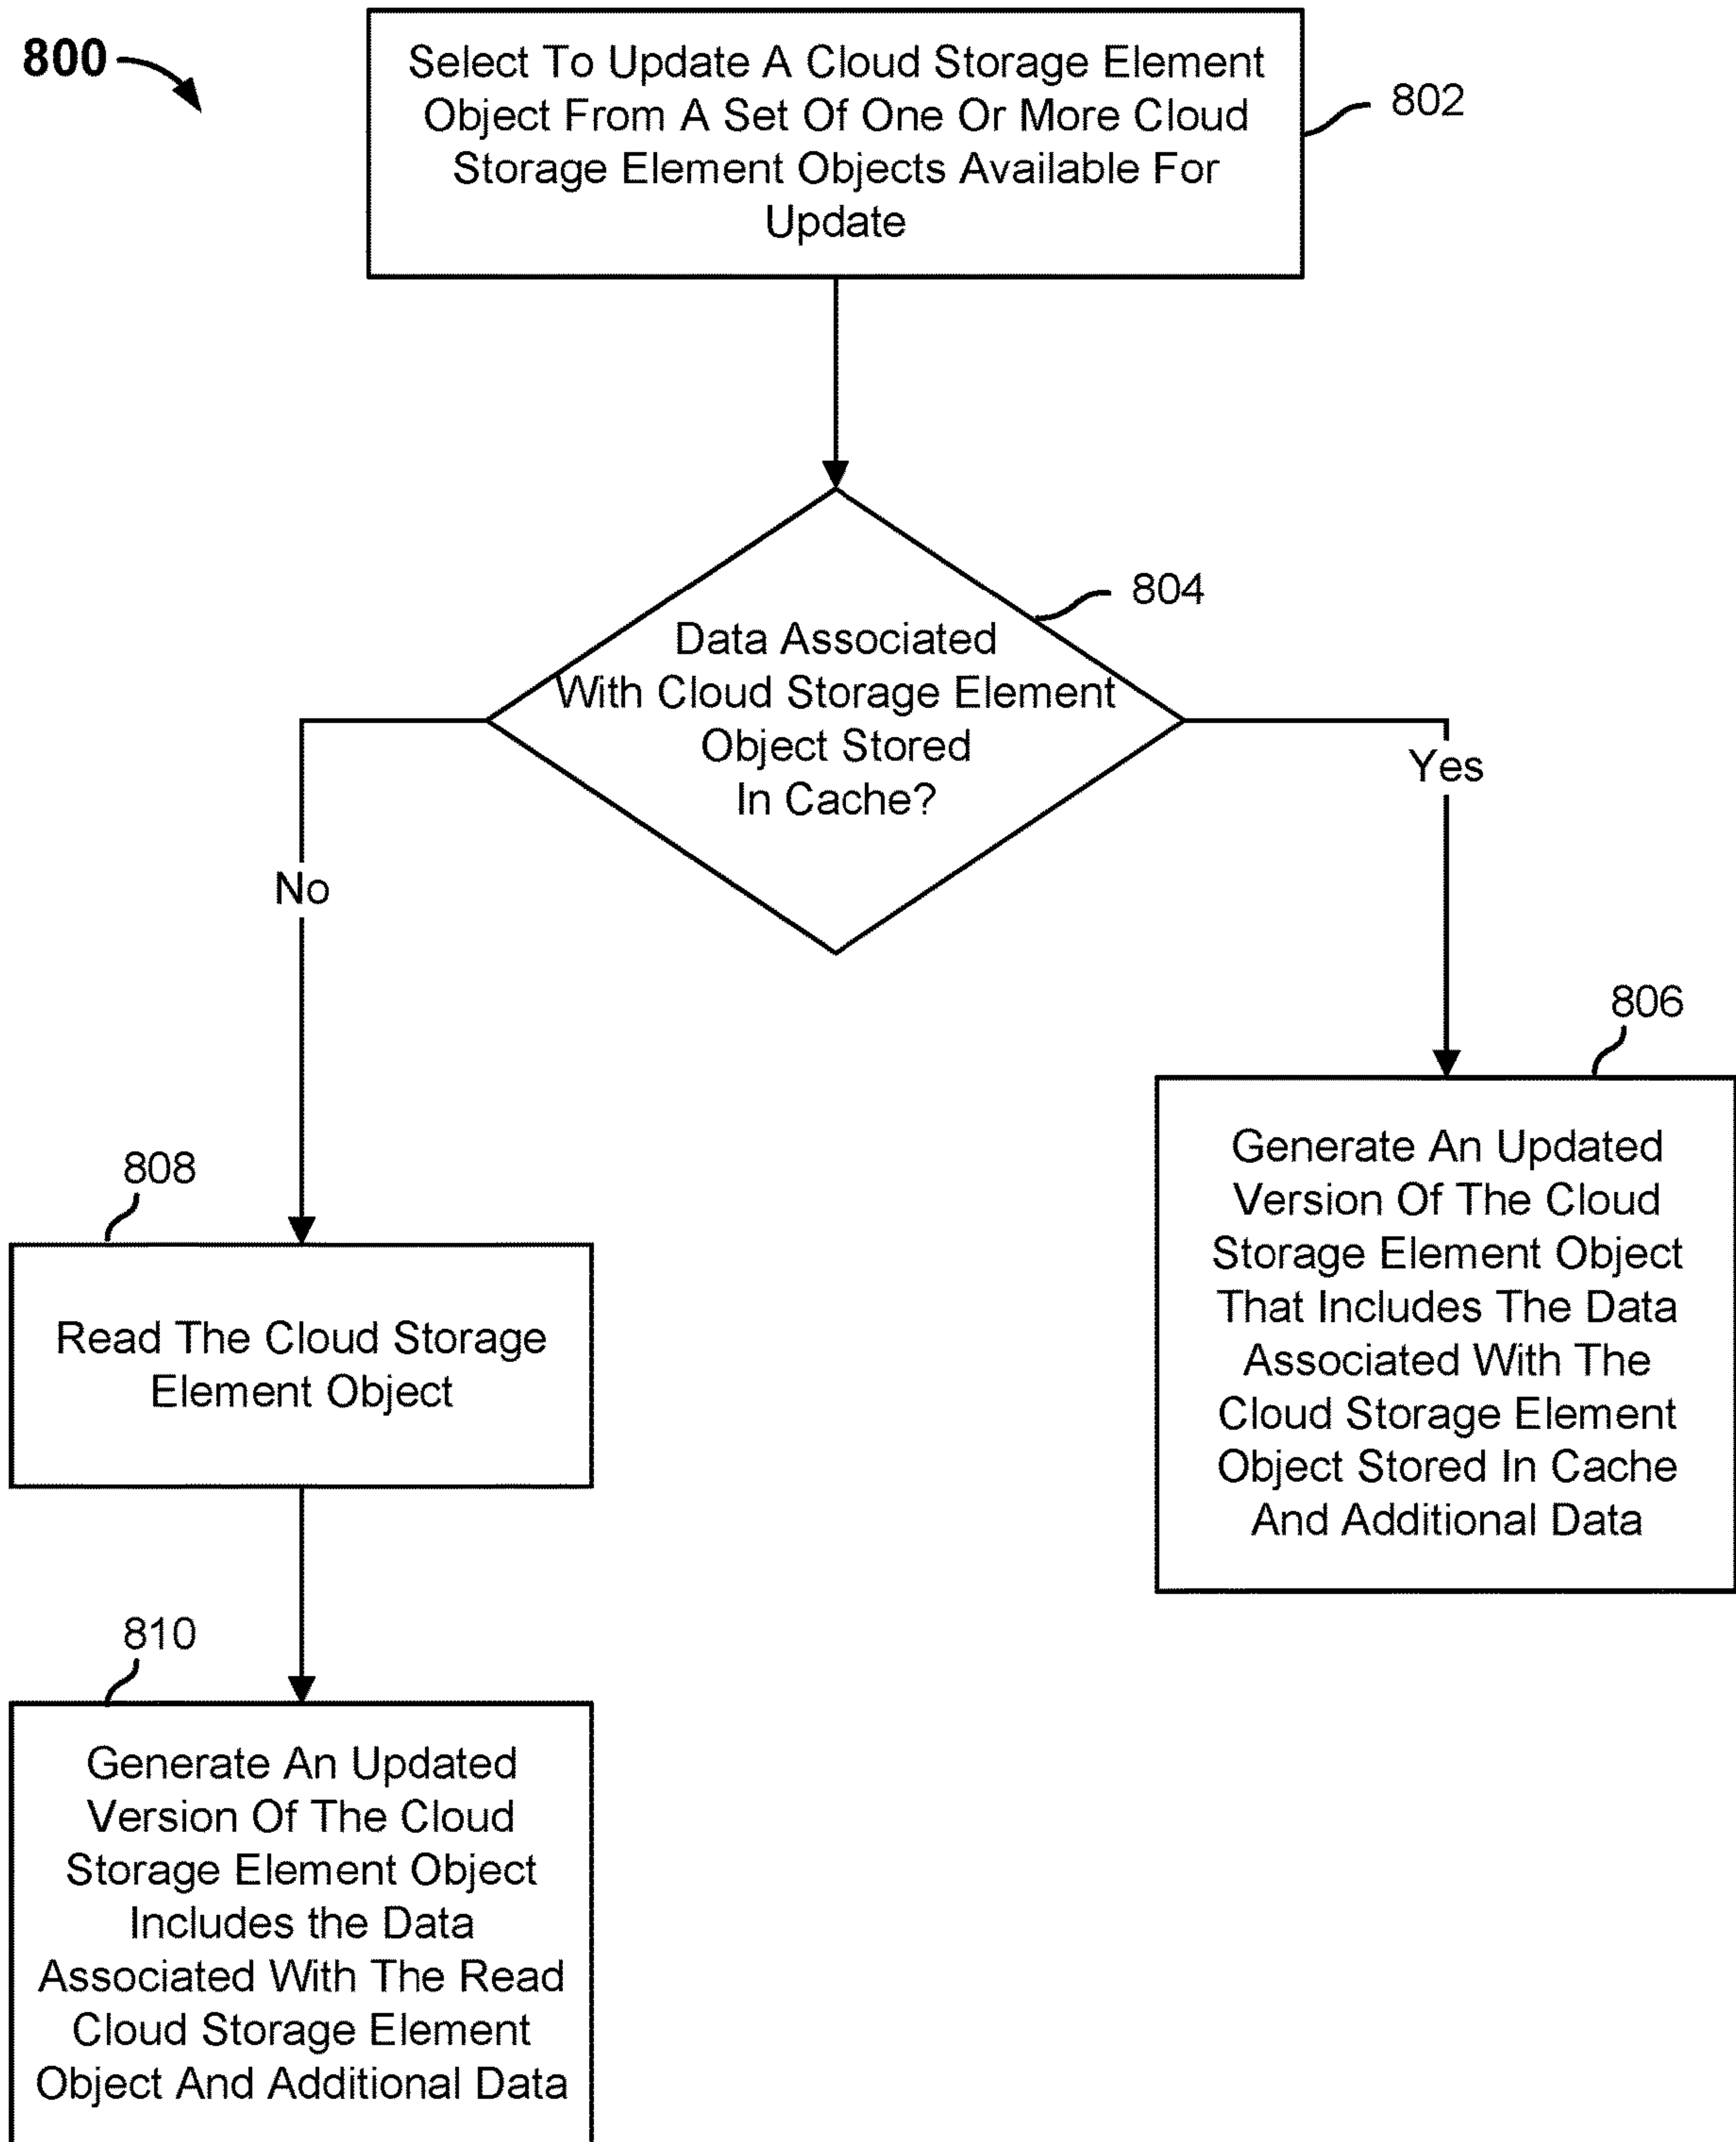 800
Select To Update A Cloud Storage Element
Object From A Set Of One Or More Cloud
Storage Element Objects Available For
Update
802
804
Data Associated
With Cloud Storage Element
Object Stored
In Cache?
Yes
No
806
Generate An Updated
Version Of The Cloud
Storage Element Object
That Includes The Data
Associated With The
Cloud Storage Element
Object Stored In Cache
And Additional Data
808
Read The Cloud Storage
Element Object
810
Generate An Updated
Version Of The Cloud
Storage Element Object
Includes the Data
Associated With The Read
Cloud Storage Element
Object And Additional Data